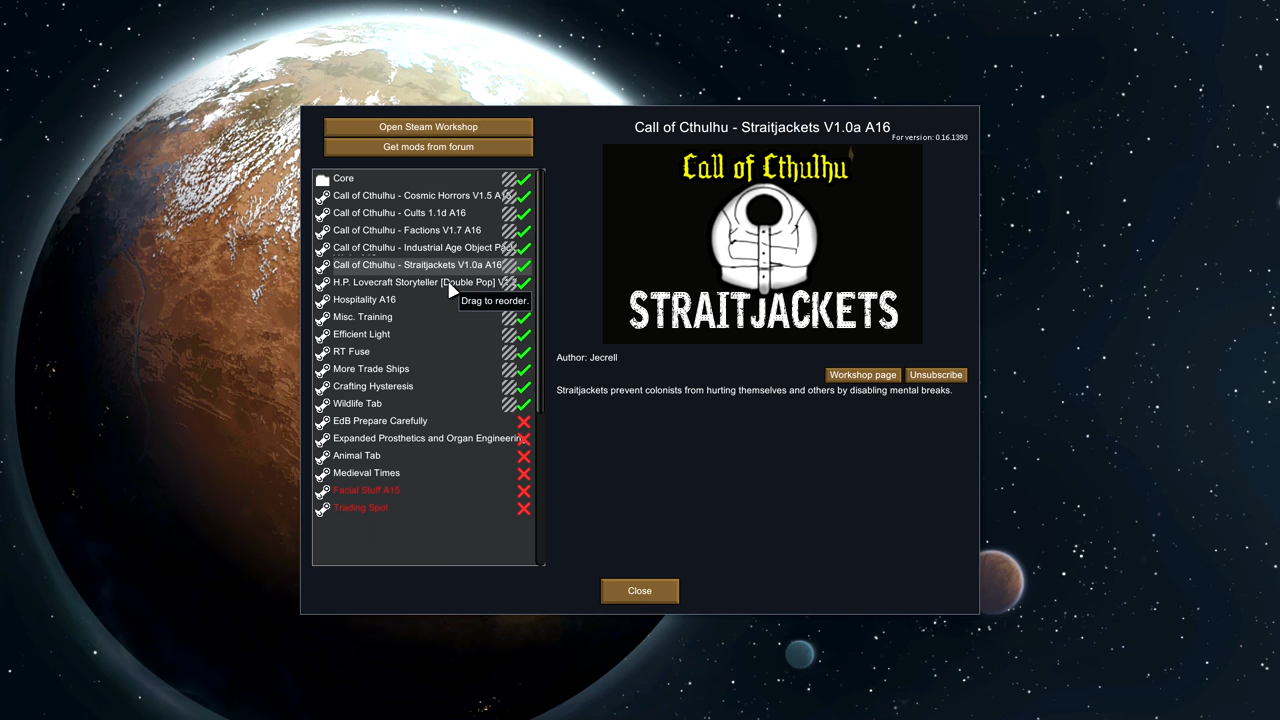 Open Steam Workshop
Get mods from forum
Core
Call of Cthulhu - Cosmic Horrors V1.5 A16
Call of Cthulhu - Cults 1.1d A16
Call of Cthulhu - Factions V1.7 A16
Call of Cthulhu - Industrial Age Object Pack
Call of Cthulhu - Straitjackets V1.0a A16
H.P. Lovecraft Storyteller [Double Pop]
Drag to reorder.
Hospitality A16
Misc. Training
Efficient Light
RT Fuse
More Trade Ships
Crafting Hysteresis
Wildlife Tab
EdB Prepare Carefully
Expanded Prosthetics and Organ Engineerin
Animal Tab
Medieval Times
Facial Stuff A15
Trading Spot
Call of Cthulhu - Straitjackets V1.0a A16
For version: 0.16.1393
Call of Cthulhu
STRAITJACKETS
Author: Jecrell
Workshop page
Unsubscribe
Straitjackets prevent colonists from hurting themselves and others by disabling mental breaks.
Close